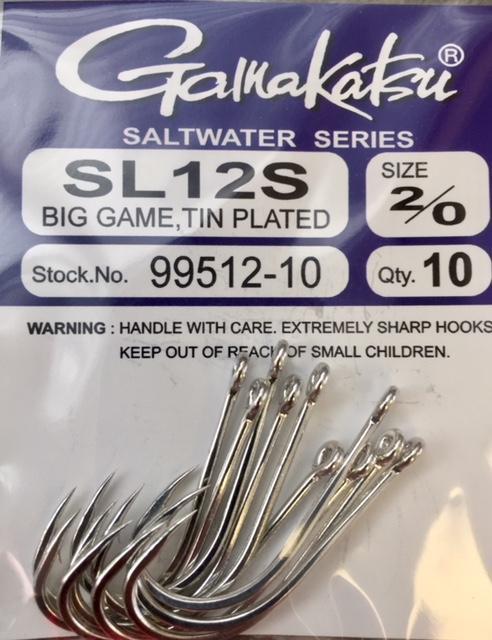 Gamakatsu®
SALTWATER SERIES
SL12S
BIG GAME,TIN PLATED
SIZE
2/0
Stock.No. 99512-10
Qty. 10
WARNING : HANDLE WITH CARE. EXTREMELY SHARP HOOKS
KEEP OUT OF REACH OF SMALL CHILDREN.